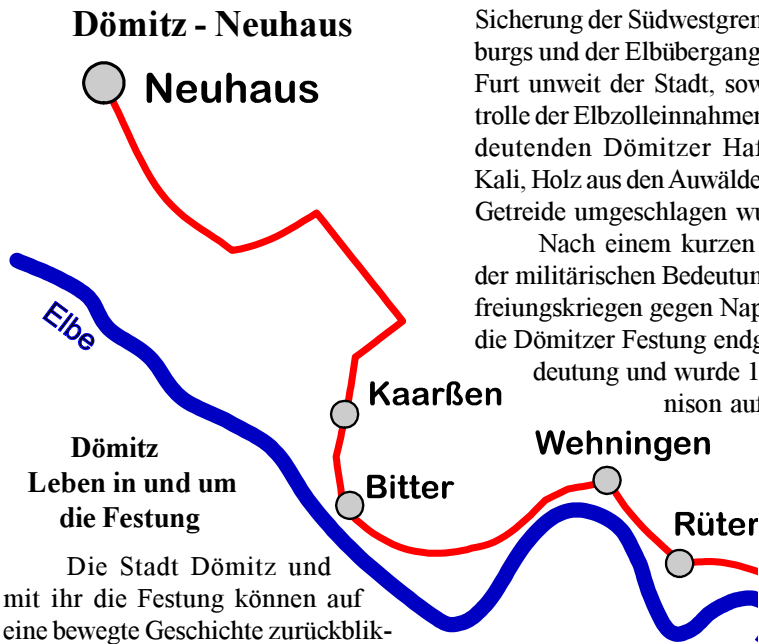 Dömitz - Neuhaus
Neuhaus
Elbe
Kaarßen
Bitter
Wehningen
Rüter
Dömitz
Leben in und um
die Festung
Die Stadt Dömitz und
mit ihr die Festung können auf
eine bewegte Geschichte zurückblik-
Sicherung der Südwestgren
burgs und der Elbübergang
Furt unweit der Stadt, sow
trolle der Elbzolleinnahmen
deutenden Dömitzer Haf
Kali, Holz aus den Auwälde
Getreide umgeschlagen wu
Nach einem kurzen
der militärischen Bedeutun
freiungskriegen gegen Nap
die Dömitzer Festung endg
deutung und wurde 1
nison auf